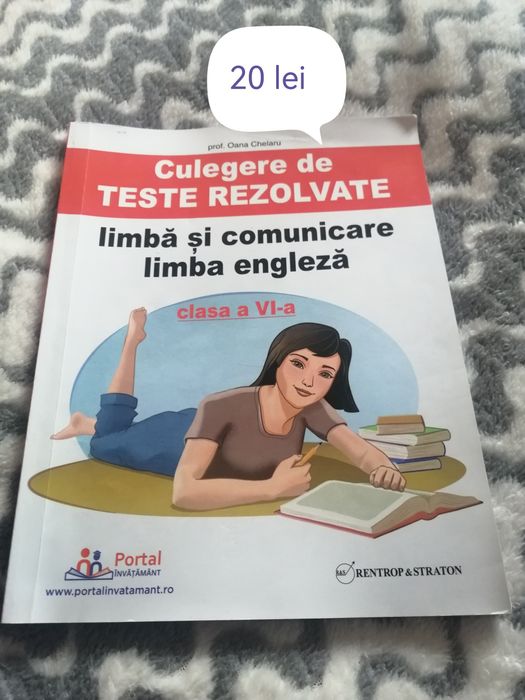 20 lei
prof. Oana Chelaru
Culegere de
TESTE REZOLVATE
limbă și comunicare
limba engleză
clasa a VI-a
Portal
ÎNVĂȚĂMÂNT
www.portalinvatamant.ro
R&S
RENTROP & STRATON